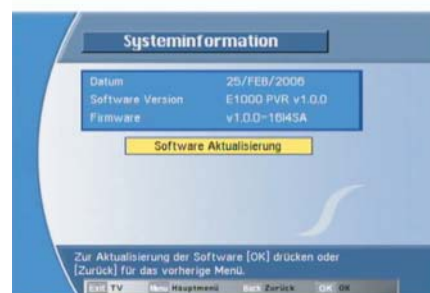 Systeminformation
Datum 25/FEB/2006
Software Version E1000 PVR v1.0.0
Firmware v1.0.0-16I4SA
Software Aktualisierung
Zur Aktualisierung der Software [OK] drücken oder
[Zurück] für das vorherige Menü.
Exit TV Menu Hauptmenü Back Zurück OK OK